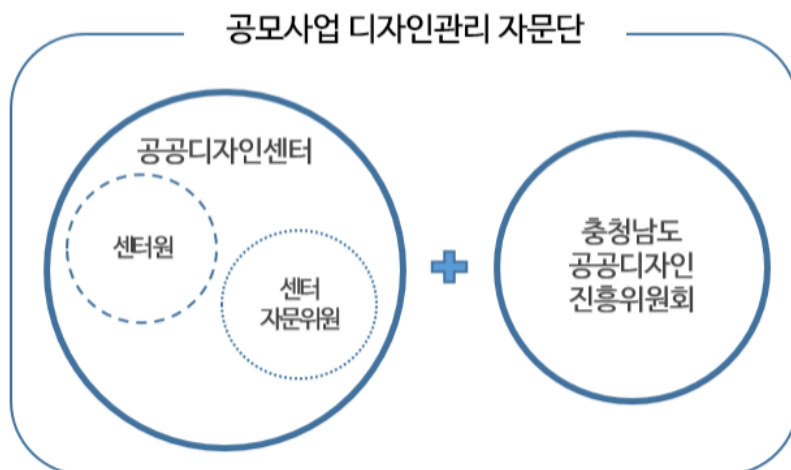 공모사업 디자인관리 자문단
공공디자인센터
센터원
센터
자문위원
충청남도
공공디자인
진흥위원회